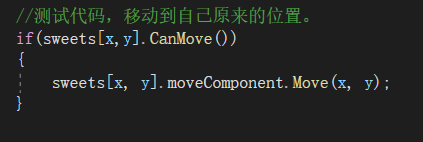 //测试代码，移动到自己原来的位置。
if(sweets[x,y].CanMove())
{
sweets[x, y].moveComponent.Move(x, y);
}